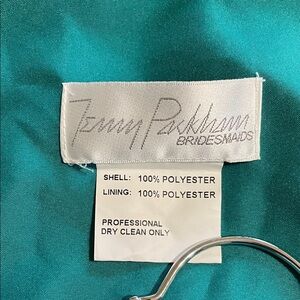 Jenny Packham
BRIDESMAIDS
SHELL: 100% POLYESTER
LINING: 100% POLYESTER
PROFESSIONAL
DRY CLEAN ONLY